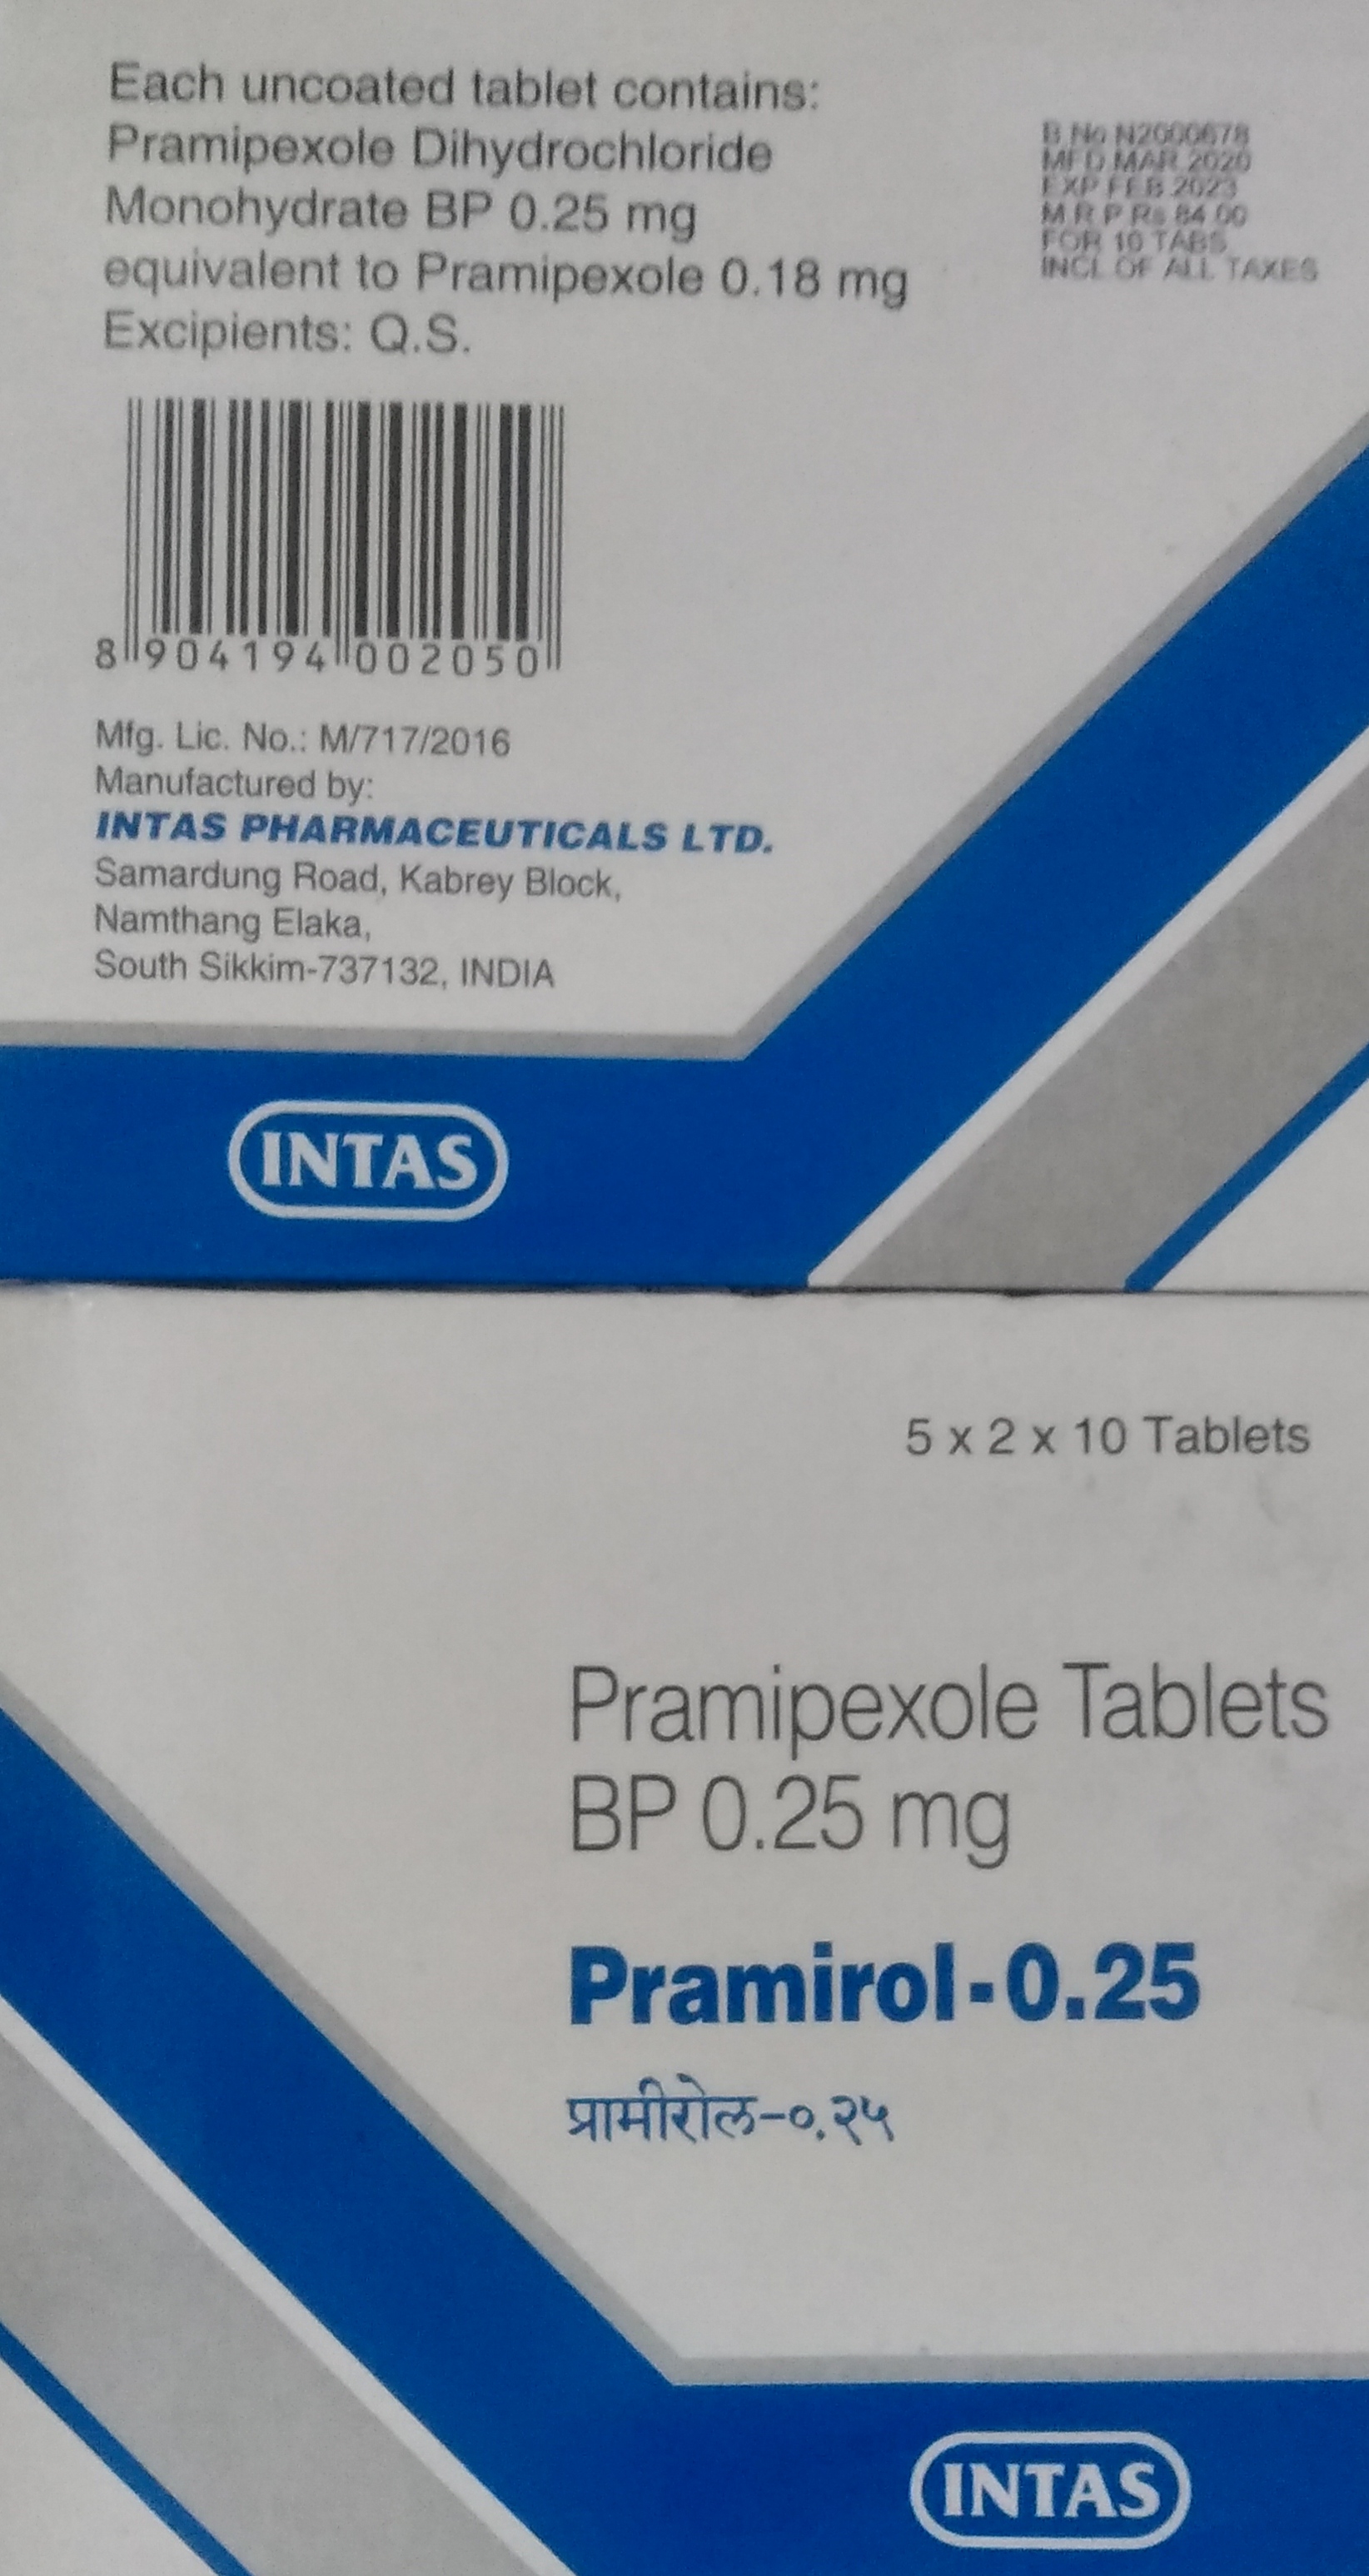 Each uncoated tablet contains:
Pramipexole Dihydrochloride
Monohydrate BP 0.25 mg
equivalent to Pramipexole 0.18 mg
Excipients: Q.S.
B.No N2000678
MFD.MAR.2020
EXP FEB.2023
M.R.P Rs 84.00
FOR 10 TABS.
INCL OF ALL TAXES
8 904194 002050
Mfg. Lic. No.: M/717/2016
Manufactured by:
INTAS PHARMACEUTICALS LTD.
Samardung Road, Kabrey Block,
Namthang Elaka,
South Sikkim-737132, INDIA
INTAS
5 x 2 x 10 Tablets
Pramipexole Tablets
BP 0.25 mg
Pramirol-0.25
प्रामीरोल-०.२५
INTAS